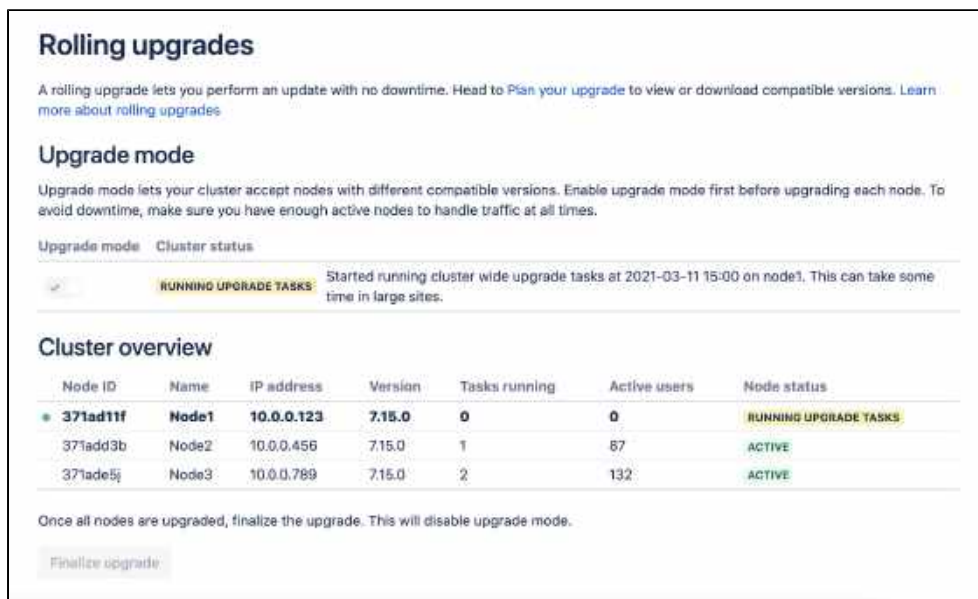 Rolling upgrades
A rolling upgrade lets you perform an update with no downtime. Head to Plan your upgrade to view or download compatible versions. Learn
more about rolling upgrades
Upgrade mode
Upgrade mode lets your cluster accept nodes with different compatible versions. Enable upgrade mode first before upgrading each node. To
avoid downtime, make sure you have enough active nodes to handle traffic at all times.
Upgrade mode Cluster status
RUNNING UPGRADE TASKS Started running cluster wide upgrade tasks at 2021-03-11 15:00 on node1. This can take some
time in large sites.
Cluster overview
Node ID Name IP address Version Tasks running Active users Node status
371ad11f Node1 10.0.0.123 7.15.0 0 0 RUNNING UPGRADE TASKS
371add3b Node2 10.0.0.456 7.15.0 1 87 ACTIVE
371ade5j Node3 10.0.0.789 7.15.0 2 132 ACTIVE
Once all nodes are upgraded, finalize the upgrade. This will disable upgrade mode.
Finalize upgrade